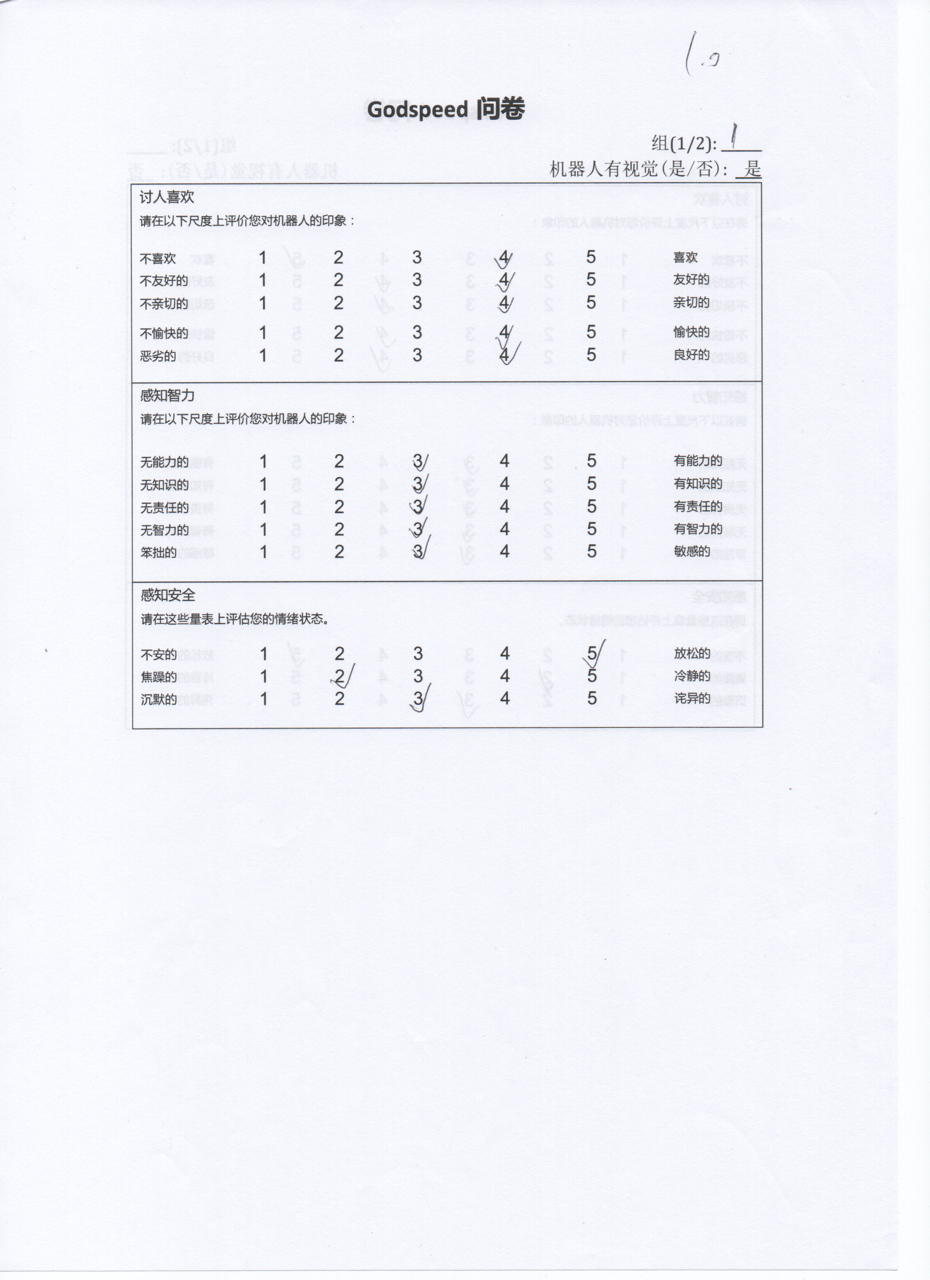 1.0
Godspeed 问卷
组(1/2): 1
机器人有视觉(是/否): 是
讨人喜欢
请在以下尺度上评价您对机器人的印象：
不喜欢 1 2 3 4 5 喜欢
不友好的 1 2 3 4 5 友好的
不亲切的 1 2 3 4 5 亲切的
不愉快的 1 2 3 4 5 愉快的
恶劣的 1 2 3 4 5 良好的
感知智力
请在以下尺度上评价您对机器人的印象：
无能力的 1 2 3 4 5 有能力的
无知识的 1 2 3 4 5 有知识的
无责任的 1 2 3 4 5 有责任的
无智力的 1 2 3 4 5 有智力的
笨拙的 1 2 3 4 5 敏感的
感知安全
请在这些量表上评估您的情绪状态。
不安的 1 2 3 4 5 放松的
焦躁的 1 2 3 4 5 冷静的
沉默的 1 2 3 4 5 诧异的